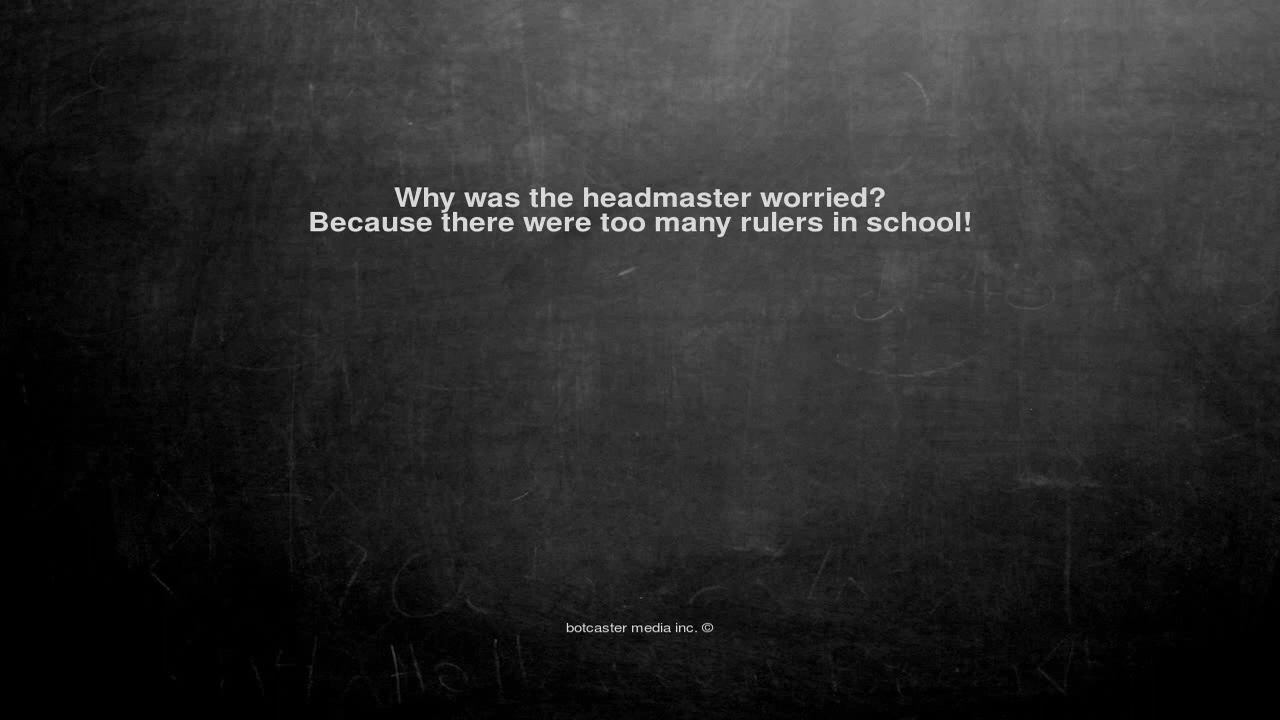 Why was the headmaster worried?
Because there were too many rulers in school!
botcaster media inc. ©